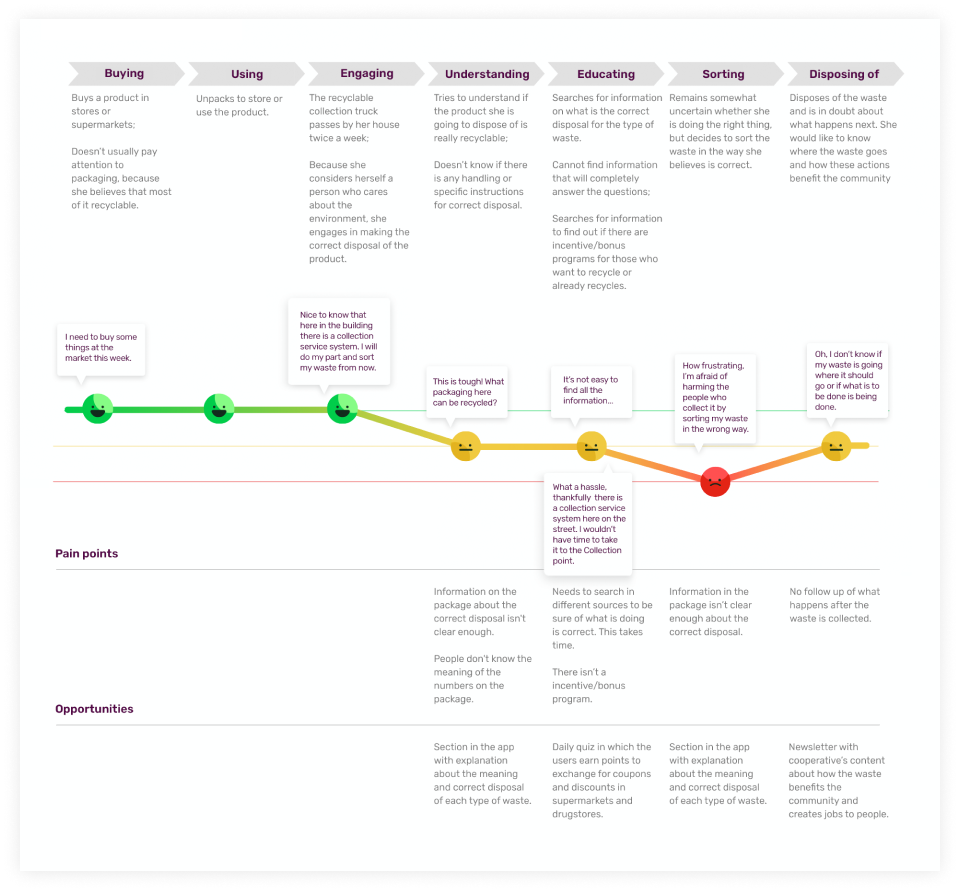 Buying
Using
Engaging
Understanding
Educating
Sorting
Disposing of
Buys a product in
stores or
supermarkets;
Doesn't usually pay
attention to
packaging, because
she believes that most
of it recyclable.
Unpacks to store or
use the product.
The recyclable
collection truck
passes by her house
twice a week;
Because she
considers herself a
person who cares
about the
environment, she
engages in making the
correct disposal of the
product.
Tries to understand if
the product she is
going to dispose of is
really recyclable;
Doesn't know if there
is any handling or
specific instructions
for correct disposal.
Searches for information
on what is the correct
disposal for the type of
waste.
Cannot find information
that will completely
answer the questions;
Searches for information
to find out if there are
incentive/bonus
programs for those who
want to recycle or
already recycles.
Remains somewhat
uncertain whether she
is doing the right thing,
but decides to sort the
waste in the way she
believes is correct.
Disposes of the waste
and is in doubt about
what happens next. She
would like to know
where the waste goes
and how these actions
benefit the community
I need to buy some
things at the
market this week.
Nice to know that
here in the building
there is a collection
service system. I will
do my part and sort
my waste from now.
This is tough! What
packaging here
can be recycled?
It's not easy to
find all the
information...
What a hassle,
thankfully there is
a collection service
system here on the
street. I wouldn't
have time to take
it to the Collection
point.
How frustrating,
I'm afraid of
harming the
people who
collect it by
sorting my waste
in the wrong way.
Oh, I don't know if
my waste is going
where it should
go or if what is to
be done is being
done.
Pain points
Information on the
package about the
correct disposal isn't
clear enough.
People don't know the
meaning of the
numbers on the
package.
Needs to search in
different sources to be
sure of what is doing
is correct. This takes
time.
There isn't a
incentive/bonus
program.
Information in the
package isn't clear
enough about the
correct disposal.
No follow up of what
happens after the
waste is collected.
Opportunities
Section in the app
with explanation
about the meaning
and correct disposal
of each type of waste.
Daily quiz in which the
users earn points to
exchange for coupons
and discounts in
supermarkets and
drugstores.
Section in the app
with explanation
about the meaning
and correct disposal
of each type of waste.
Newsletter with
cooperative's content
about how the waste
benefits the
community and
creates jobs to people.